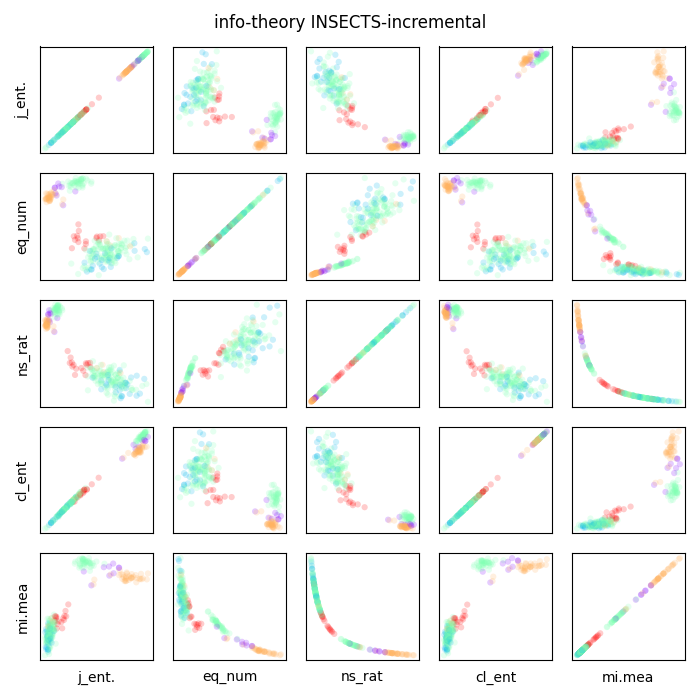 info-theory INSECTS-incremental
j_ent.
eq_num
ns_rat
cl_ent
mi.mea
j_ent.
eq_num
ns_rat
cl_ent
mi.mea